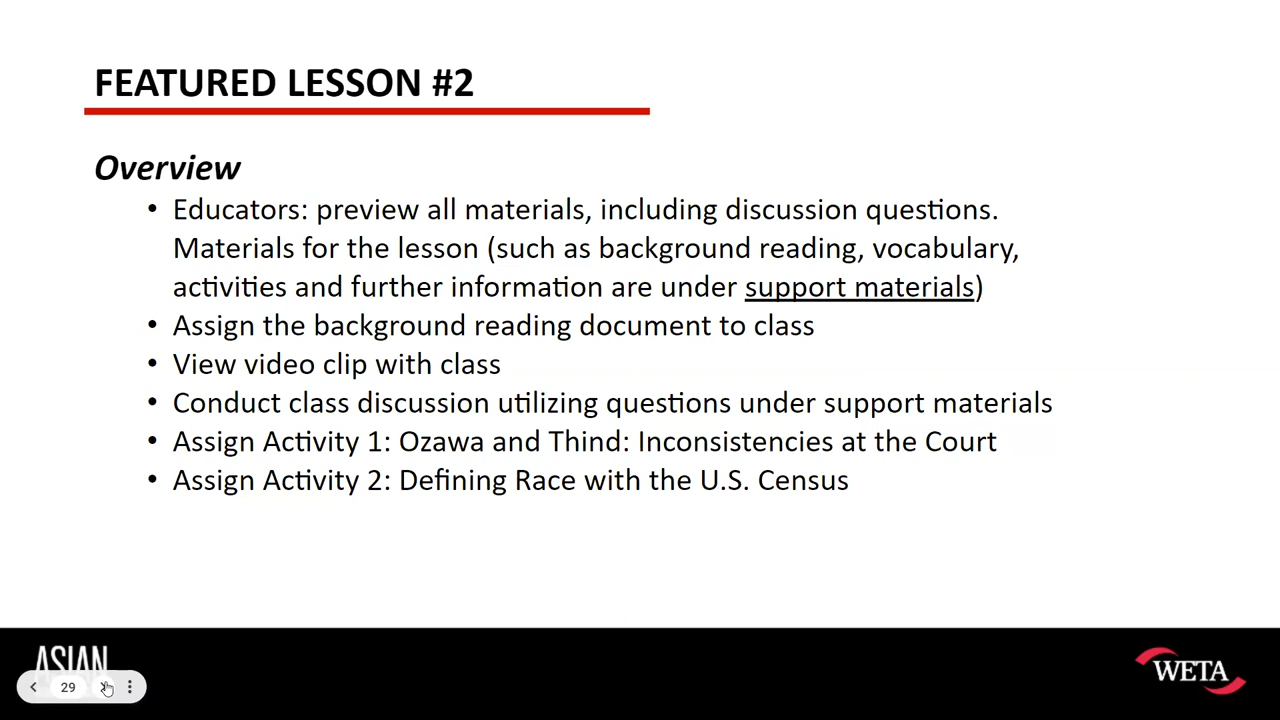 FEATURED LESSON #2
Overview
• Educators: preview all materials, including discussion questions.
Materials for the lesson (such as background reading, vocabulary,
activities and further information are under support materials)
• Assign the background reading document to class
• View video clip with class
• Conduct class discussion utilizing questions under support materials
• Assign Activity 1: Ozawa and Thind: Inconsistencies at the Court
• Assign Activity 2: Defining Race with the U.S. Census
ASIAN
29
WETA